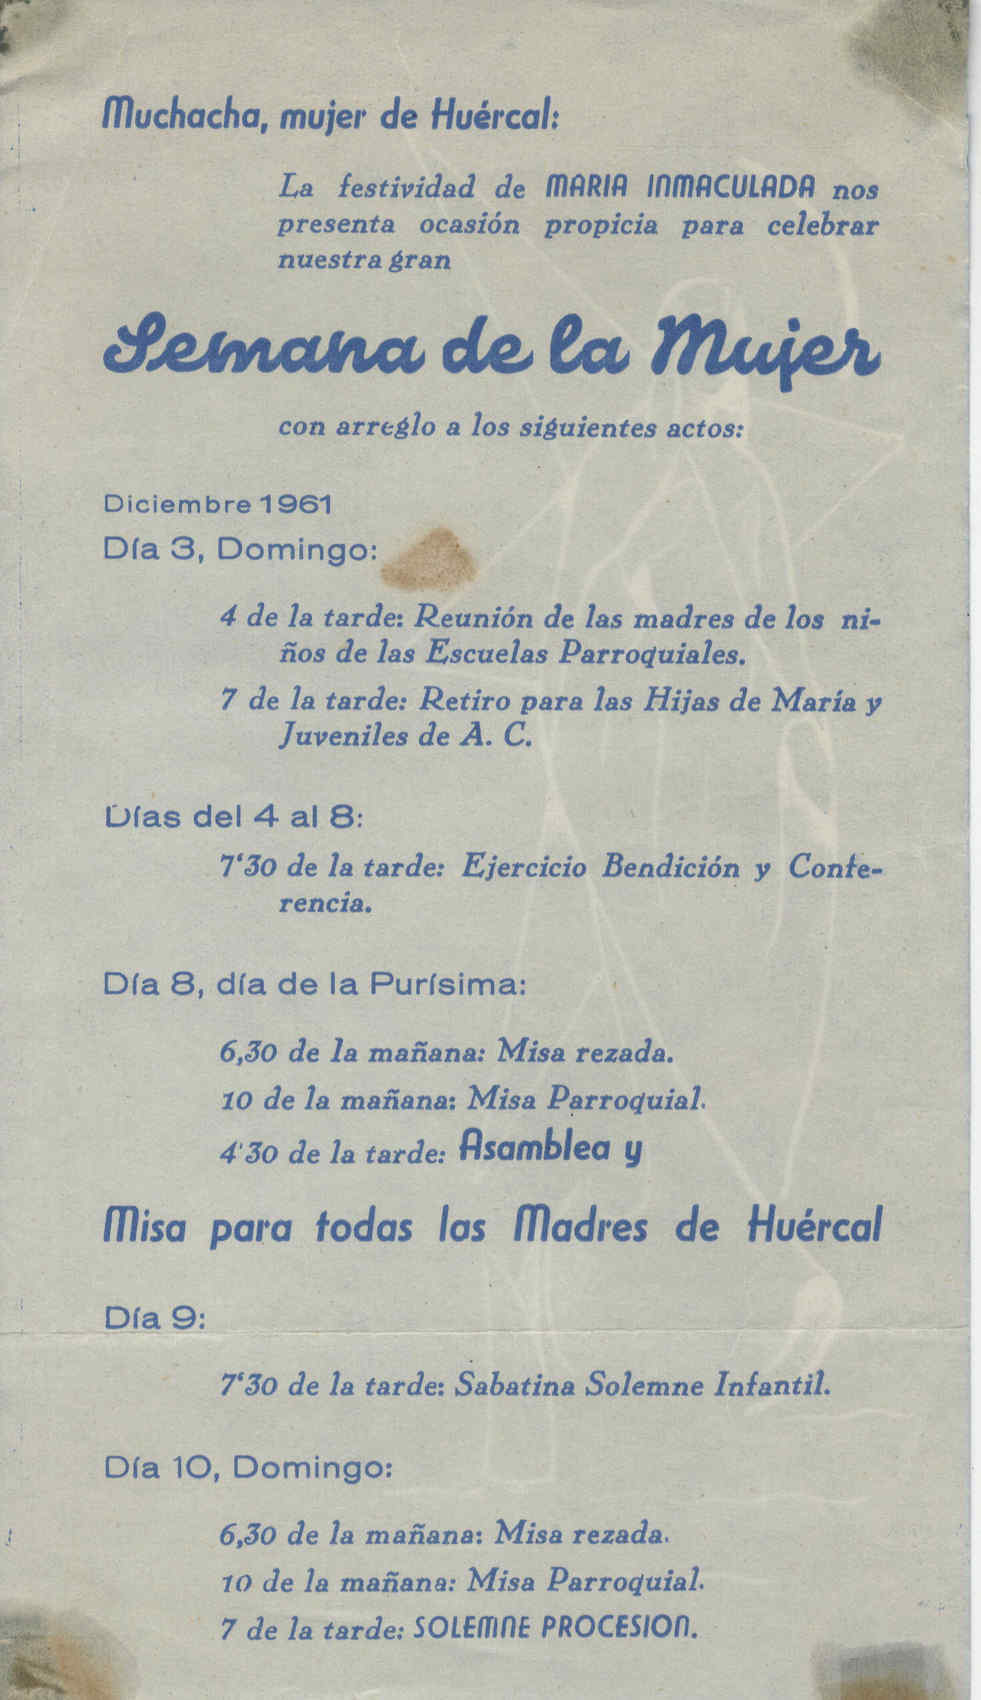 Muchacha, mujer de Huércal:
La festividad de MARIA INMACULADA nos
presenta ocasión propicia para celebrar
nuestra gran
Semana de la Mujer
con arreglo a los siguientes actos:
Diciembre 1961
Día 3, Domingo:
4 de la tarde: Reunión de las madres de los ni-
ños de las Escuelas Parroquiales.
7 de la tarde: Retiro para las Hijas de María y
Juveniles de A. C.
Días del 4 al 8:
7‘30 de la tarde: Ejercicio Bendición y Confe-
rencia.
Día 8, día de la Purísima:
6,30 de la mañana: Misa rezada.
10 de la mañana: Misa Parroquial.
4'30 de la tarde: Asamblea y
Misa para todas las Madres de Huércal
Día 9:
7‘30 de la tarde: Sabatina Solemne Infantil.
Día 10, Domingo:
6,30 de la mañana: Misa rezada.
10 de la mañana: Misa Parroquial.
7 de la tarde: SOLEMNE PROCESION.